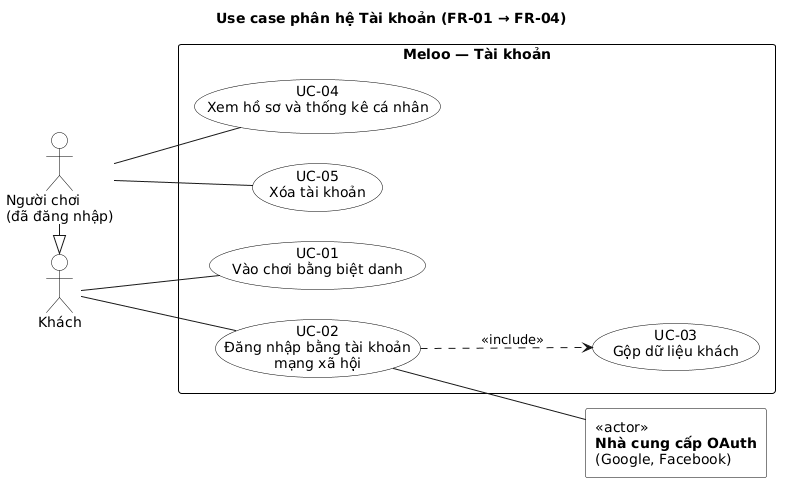 Use case phân hệ Tài khoản (FR-01 → FR-04)
Meloo — Tài khoản
UC-04
Xem hồ sơ và thống kê cá nhân
Người chơi
(đã đăng nhập)
UC-05
Xóa tài khoản
UC-01
Vào chơi bằng biệt danh
Khách
UC-02
Đăng nhập bằng tài khoản
mạng xã hội
«include»
UC-03
Gộp dữ liệu khách
«actor»
Nhà cung cấp OAuth
(Google, Facebook)